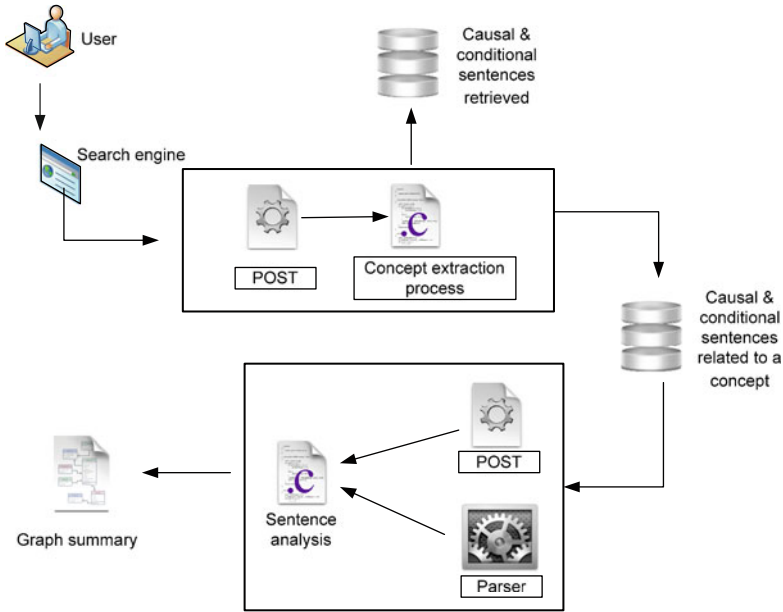 User
Causal &
conditional
sentences
retrieved
Search engine
.c
POST
Concept extraction
process
Causal &
conditional
sentences
related to a
concept
POST
.c
Sentence
analysis
Parser
Graph summary